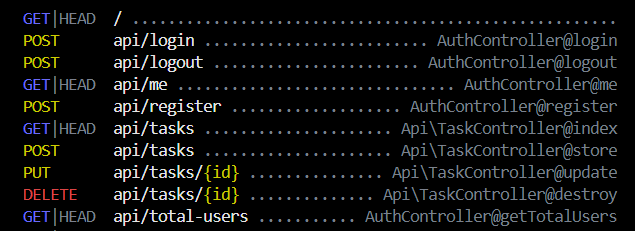 GET|HEAD / ......................................................
POST api/login ......................... AuthController@login
POST api/logout ....................... AuthController@logout
GET|HEAD api/me ............................... AuthController@me
POST api/register ................... AuthController@register
GET|HEAD api/tasks ..................... Api\TaskController@index
POST api/tasks ..................... Api\TaskController@store
PUT api/tasks/{id} ............... Api\TaskController@update
DELETE api/tasks/{id} .............. Api\TaskController@destroy
GET|HEAD api/total-users ........... AuthController@getTotalUsers